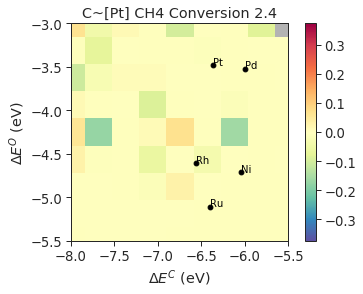 C~[Pt] CH4 Conversion 2.4
ΔE^O (eV)
−3.0
−3.5
−4.0
−4.5
−5.0
−5.5
−8.0 −7.5 −7.0 −6.5 −6.0 −5.5
ΔE^C (eV)
Pt
Pd
Rh
Ni
Ru
0.3
0.2
0.1
0.0
−0.1
−0.2
−0.3